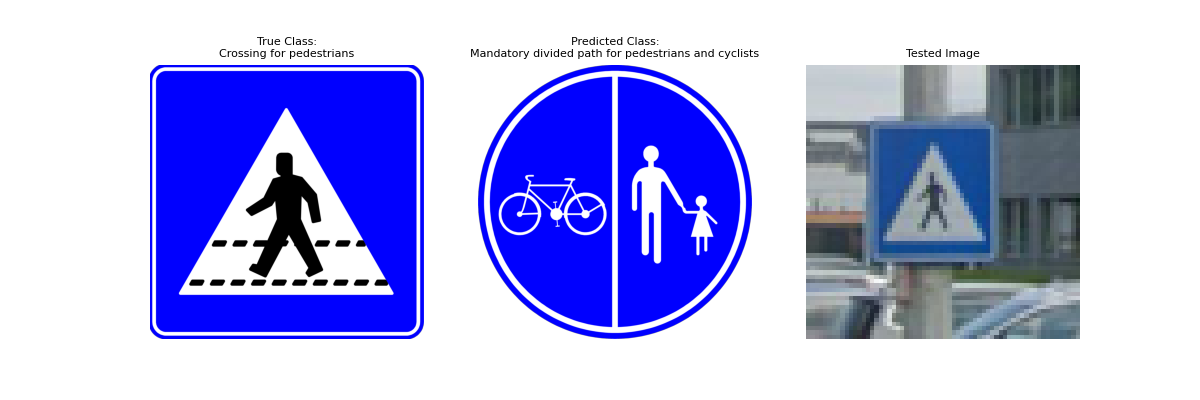 True Class:
Crossing for pedestrians
Predicted Class:
Mandatory divided path for pedestrians and cyclists
Tested Image